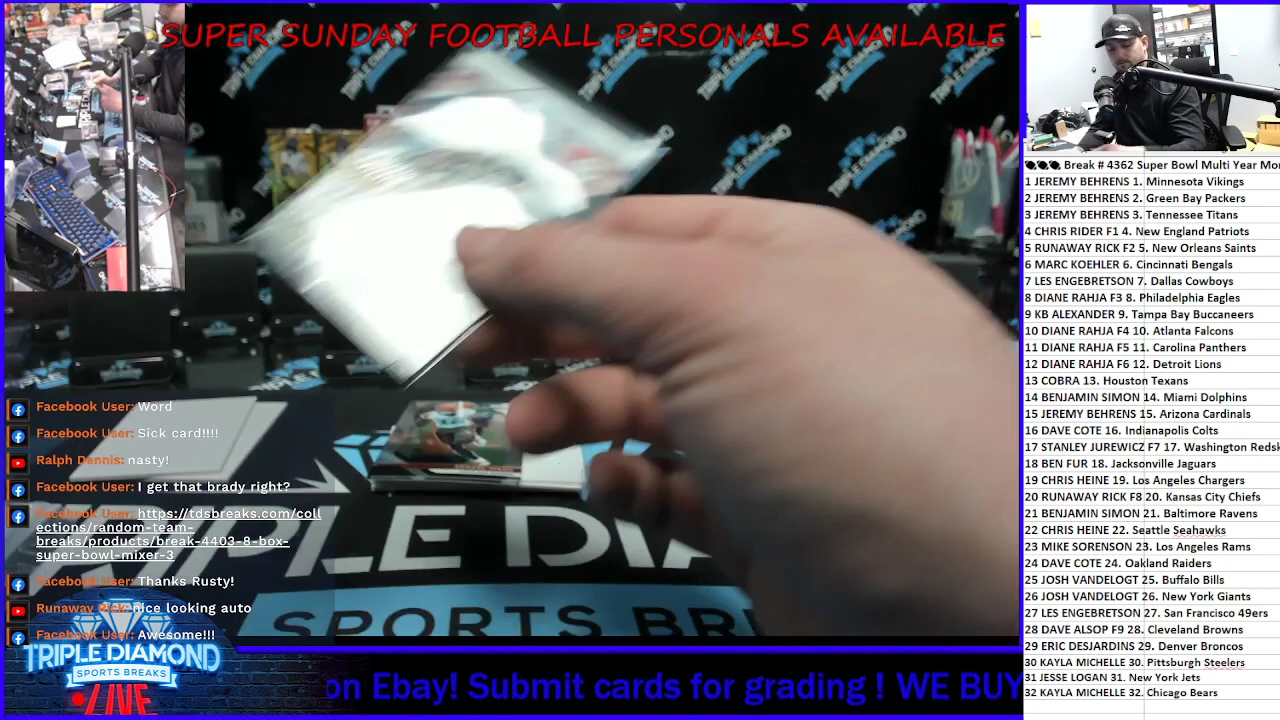 SUPER SUNDAY FOOTBALL PERSONALS AVAILABLE
Break # 4362 Super Bowl Multi Year Mo
1 JEREMY BEHRENS 1. Minnesota Vikings
2 JEREMY BEHRENS 2. Green Bay Packers
3 JEREMY BEHRENS 3. Tennessee Titans
4 CHRIS RIDER F1 4. New England Patriots
5 RUNAWAY RICK F2 5. New Orleans Saints
6 MARC KOEHLER 6. Cincinnati Bengals
7 LES ENGEBRETSON 7. Dallas Cowboys
8 DIANE RAHJA F3 8. Philadelphia Eagles
9 KB ALEXANDER 9. Tampa Bay Buccaneers
10 DIANE RAHJA F4 10. Atlanta Falcons
11 DIANE RAHJA F5 11. Carolina Panthers
12 DIANE RAHJA F6 12. Detroit Lions
13 COBRA 13. Houston Texans
14 BENJAMIN SIMON 14. Miami Dolphins
15 JEREMY BEHRENS 15. Arizona Cardinals
16 DAVE COTE 16. Indianapolis Colts
17 STANLEY JUREWICZ F7 17. Washington Redsk
18 BEN FUR 18. Jacksonville Jaguars
19 CHRIS HEINE 19. Los Angeles Chargers
20 RUNAWAY RICK F8 20. Kansas City Chiefs
21 BENJAMIN SIMON 21. Baltimore Ravens
22 CHRIS HEINE 22. Seattle Seahawks
23 MIKE SORENSON 23. Los Angeles Rams
24 DAVE COTE 24. Oakland Raiders
25 JOSH VANDELOGT 25. Buffalo Bills
26 JOSH VANDELOGT 26. New York Giants
27 LES ENGEBRETSON 27. San Francisco 49ers
28 DAVE ALSOP F9 28. Cleveland Browns
29 ERIC 29. Denver Broncos
30 KAYLA MICHELLE 30. Pittsburgh Steelers
31 JESSE LOGAN 31. New York Jets
32 KAYLA MICHELLE 32. Chicago Bears
Facebook User: Word
Facebook User: Sick card!!!!
Ralph Dennis: nasty!
Facebook User: I get that brady right?
Facebook User: https://tdsbreaks.com/coll
ections/random-team-
breaks/products/break-4403-8-box-
super-bowl-mixer-3
Facebook User: Thanks Rusty!
Runaway Rick: nice looking auto
Facebook User: Awesome!!!
TRIPLE DIA
SPORTS BRE
TRIPLE DIAMOND
SPORTS BREAKS
LIVE
on Ebay! Submit cards for grading ! WE BUY